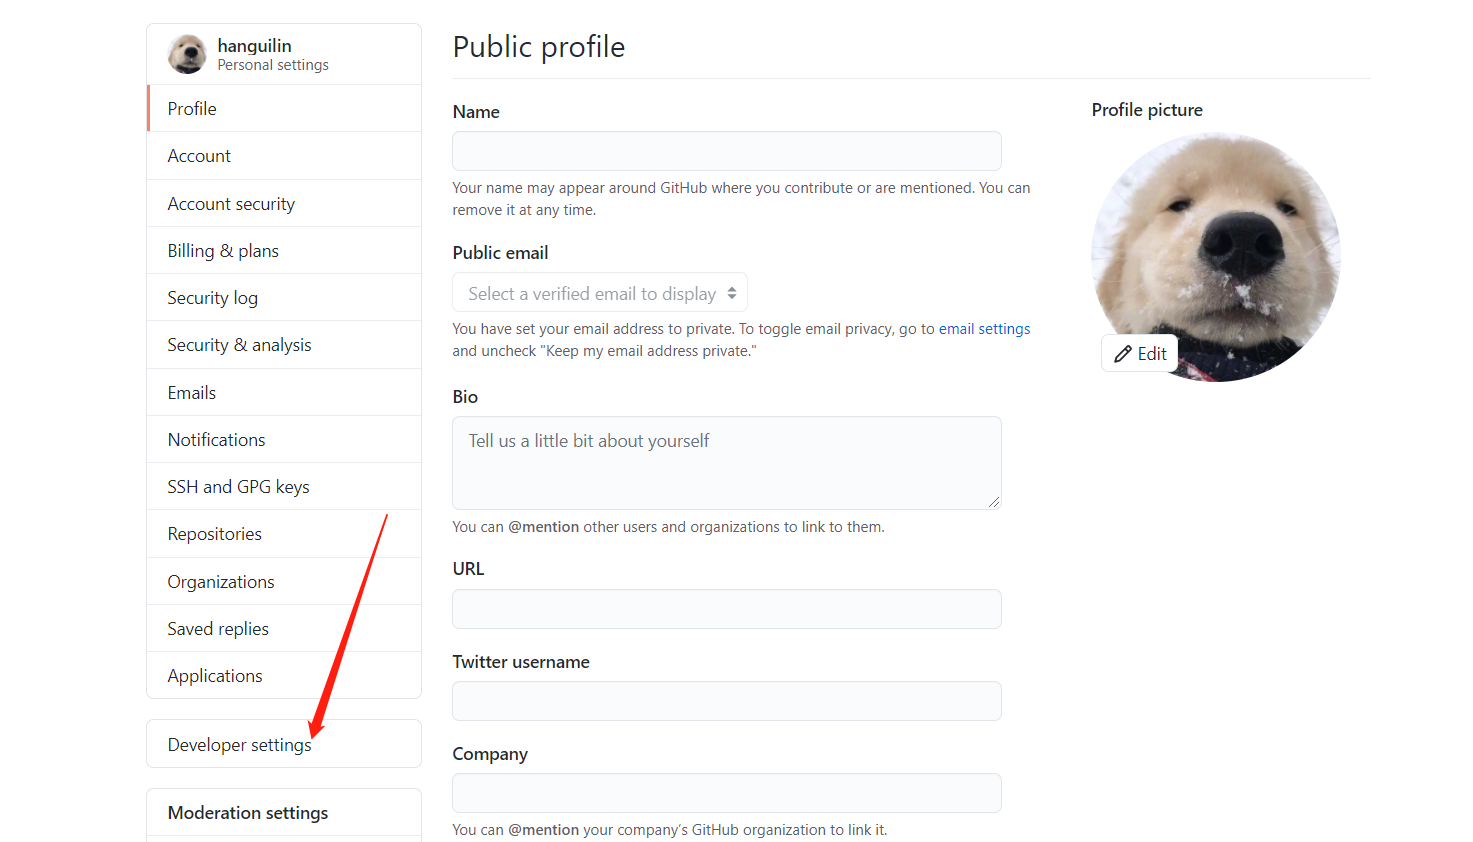 hanguilin
Personal settings
Profile
Account
Account security
Billing & plans
Security log
Security & analysis
Emails
Notifications
SSH and GPG keys
Repositories
Organizations
Saved replies
Applications
Developer settings
Moderation settings
Public profile
Name
Your name may appear around GitHub where you contribute or are mentioned. You can
remove it at any time.
Public email
Select a verified email to display
You have set your email address to private. To toggle email privacy, go to email settings
and uncheck "Keep my email address private."
Bio
Tell us a little bit about yourself
You can @mention other users and organizations to link to them.
URL
Twitter username
Company
You can @mention your company's GitHub organization to link it.
Profile picture
Edit